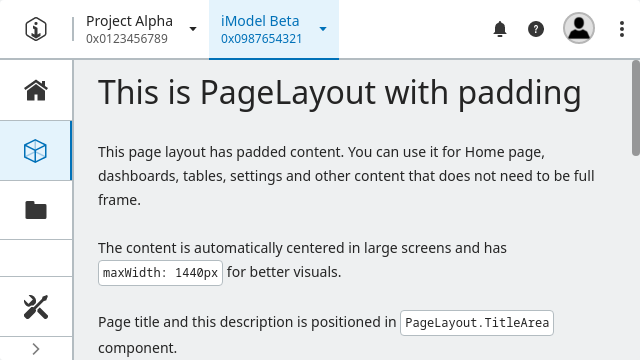 Project Alpha
0x0123456789
iModel Beta
0x0987654321
This is PageLayout with padding
This page layout has padded content. You can use it for Home page,
dashboards, tables, settings and other content that does not need to be full
frame.
The content is automatically centered in large screens and has
maxWidth: 1440px for better visuals.
Page title and this description is positioned in PageLayout.TitleArea
component.